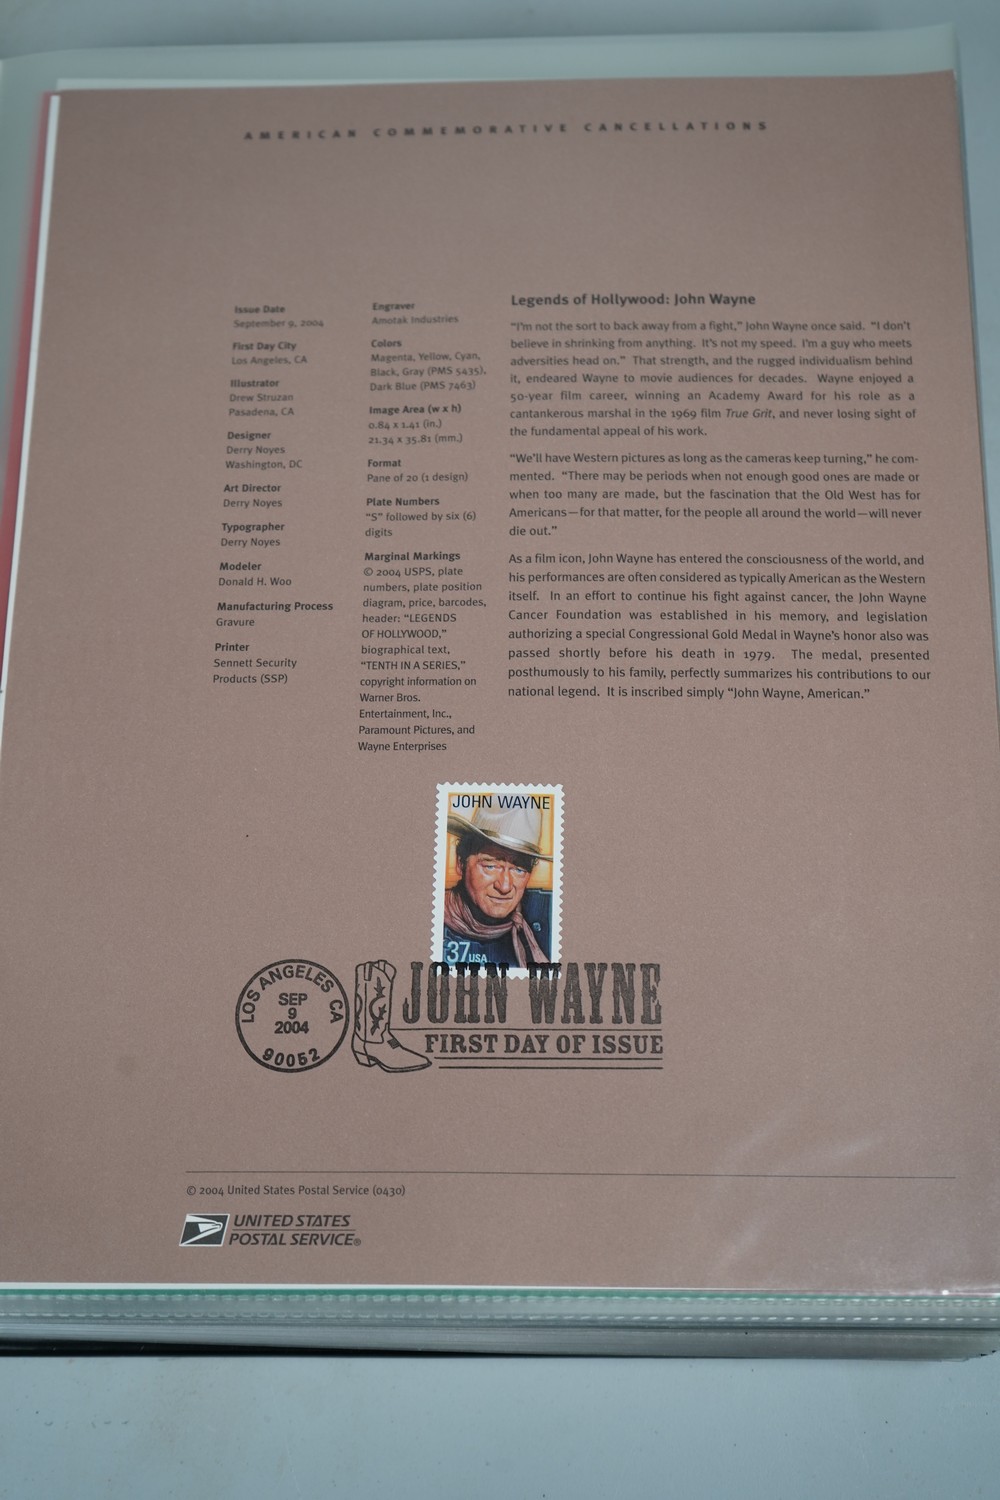 AMERICAN COMMEMORATIVE CANCELLATIONS
Issue Date
September 9, 2004
First Day City
Los Angeles, CA
Illustrator
Drew Struzan
Pasadena, CA
Designer
Derry Noyes
Washington, DC
Art Director
Derry Noyes
Typographer
Derry Noyes
Modeler
Donald H. Woo
Manufacturing Process
Gravure
Printer
Sennett Security
Products (SSP)
Engraver
Amotak Industries
Colors
Magenta, Yellow, Cyan,
Black, Gray (PMS 5435),
Dark Blue (PMS 7463)
Image Area (w x h)
0.84 x 1.41 (in.)
21.34 x 35.81 (mm.)
Format
Pane of 20 (1 design)
Plate Numbers
"S" followed by six (6)
digits
Marginal Markings
© 2004 USPS, plate
numbers, plate position
diagram, price, barcodes,
header: "LEGENDS
OF HOLLYWOOD,"
biographical text,
"TENTH IN A SERIES,"
copyright information on
Warner Bros.
Entertainment, Inc.,
Paramount Pictures, and
Wayne Enterprises
Legends of Hollywood: John Wayne
"I'm not the sort to back away from a fight," John Wayne once said. "I don't
believe in shrinking from anything. It's not my speed. I'm a guy who meets
adversities head on." That strength, and the rugged individualism behind
it, endeared Wayne to movie audiences for decades. Wayne enjoyed a
50-year film career, winning an Academy Award for his role as a
cantankerous marshal in the 1969 film True Grit, and never losing sight of
the fundamental appeal of his work.
"We'll have Western pictures as long as the cameras keep turning," he com-
mented. "There may be periods when not enough good ones are made or
when too many are made, but the fascination that the Old West has for
Americans—for that matter, for the people all around the world—will never
die out."
As a film icon, John Wayne has entered the consciousness of the world, and
his performances are often considered as typically American as the Western
itself. In an effort to continue his fight against cancer, the John Wayne
Cancer Foundation was established in his memory, and legislation
authorizing a special Congressional Gold Medal in Wayne's honor also was
passed shortly before his death in 1979. The medal, presented
posthumously to his family, perfectly summarizes his contributions to our
national legend. It is inscribed simply "John Wayne, American."
JOHN WAYNE
37 USA
LOS ANGELES CA
SEP
9
2004
90052
JOHN WAYNE
FIRST DAY OF ISSUE
© 2004 United States Postal Service (0430)
UNITED STATES
POSTAL SERVICE®